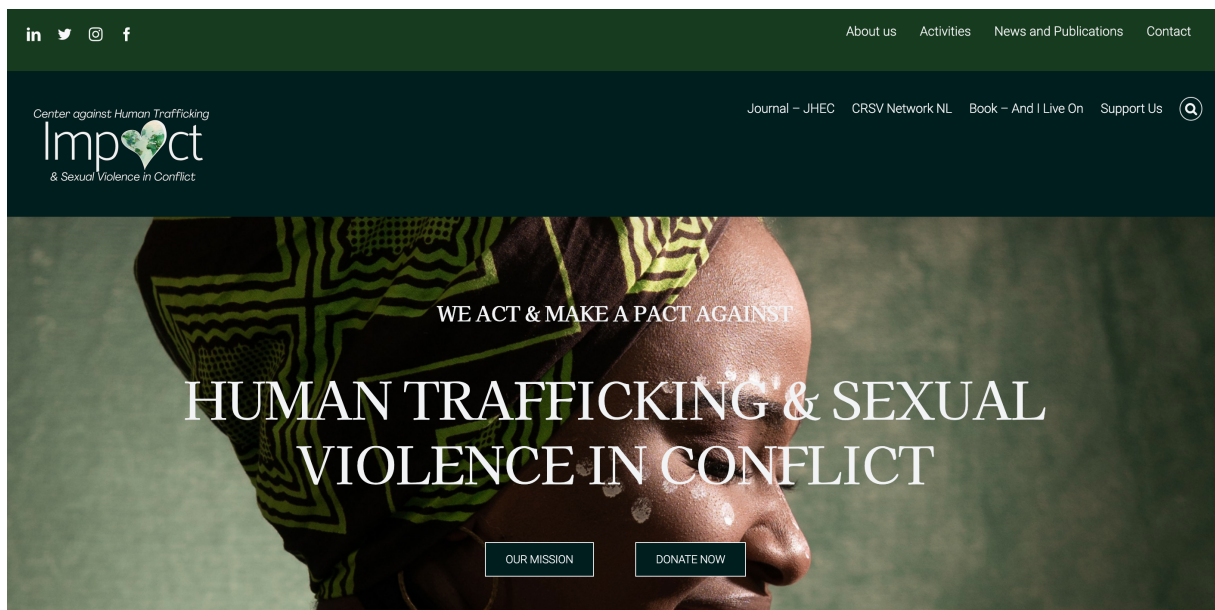 About us Activities News and Publications Contact
Center against Human Trafficking
Impact
& Sexual Violence in Conflict
Journal – JHEC CRSV Network NL Book – And I Live On Support Us
WE ACT & MAKE A PACT AGAINST
HUMAN TRAFFICKING & SEXUAL
VIOLENCE IN CONFLICT
OUR MISSION DONATE NOW